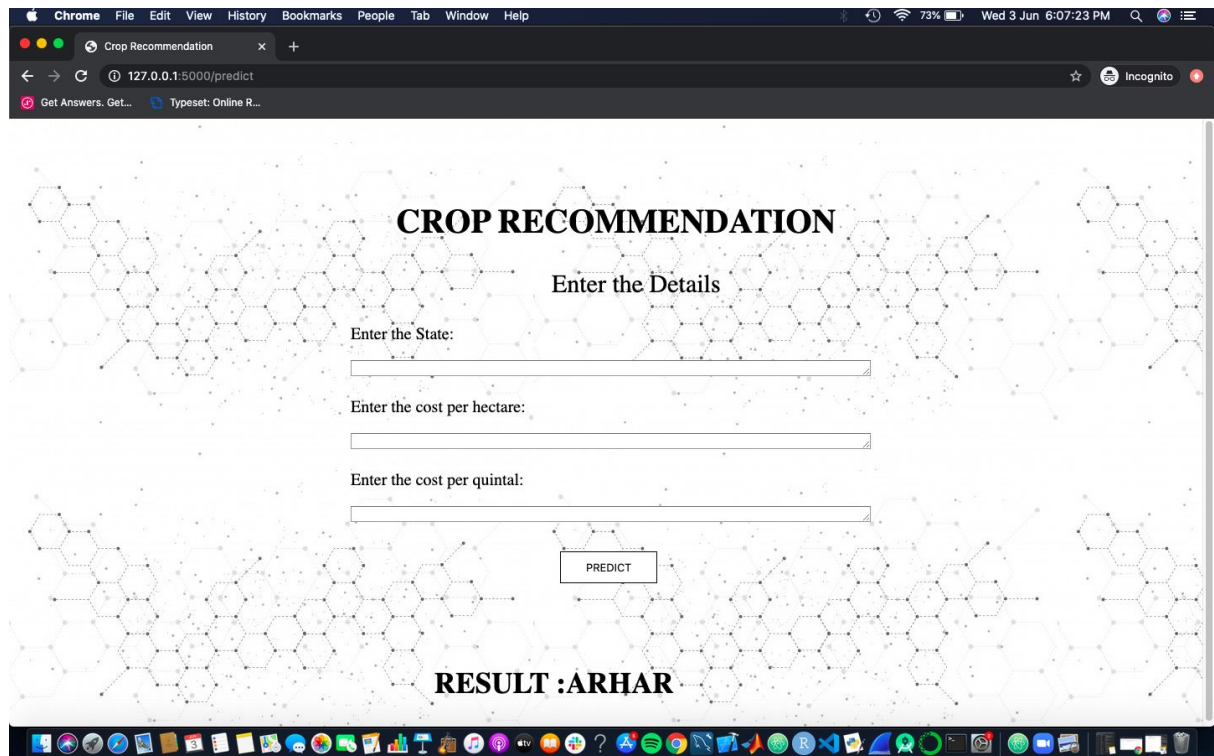 Chrome File Edit View History Bookmarks People Tab Window Help 73% Wed 3 Jun 6:07:23 PM
Crop Recommendation
127.0.0.1:5000/predict Incognito
Get Answers. Get... Typeset: Online R...
CROP RECOMMENDATION
Enter the Details
Enter the State:
Enter the cost per hectare:
Enter the cost per quintal:
PREDICT
RESULT :ARHAR